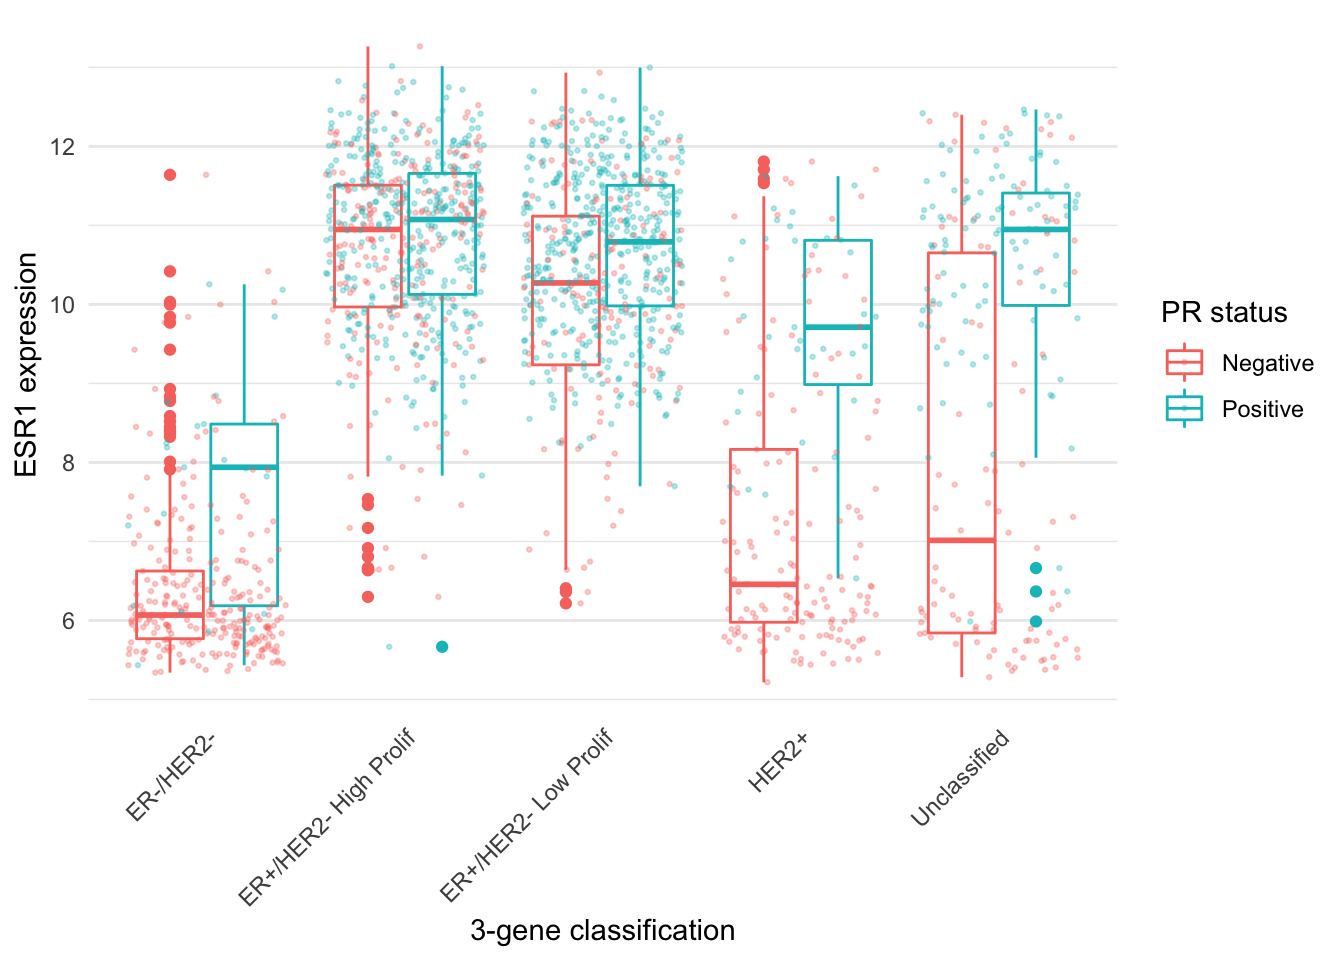 ESR1 expression
12
10
8
6
ER-/HER2-
ER+/HER2- High Prolif
ER+/HER2- Low Prolif
HER2+
Unclassified
3-gene classification
PR status
Negative
Positive